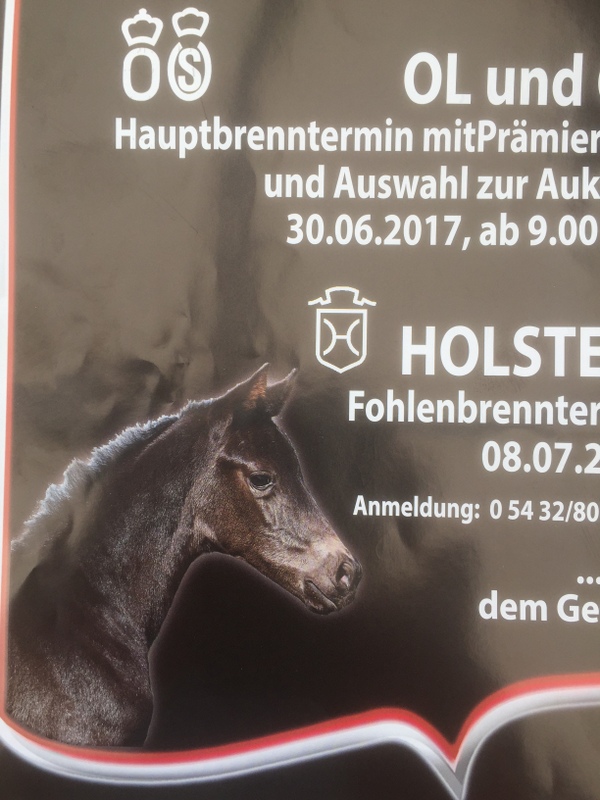 O OS
OL und
Hauptbrenntermin mitPrämier
und Auswahl zur Auk
30.06.2017, ab 9.00
HOLSTE
Fohlenbrennter
08.07.2
Anmeldung: 0 54 32/80
...
dem Ge